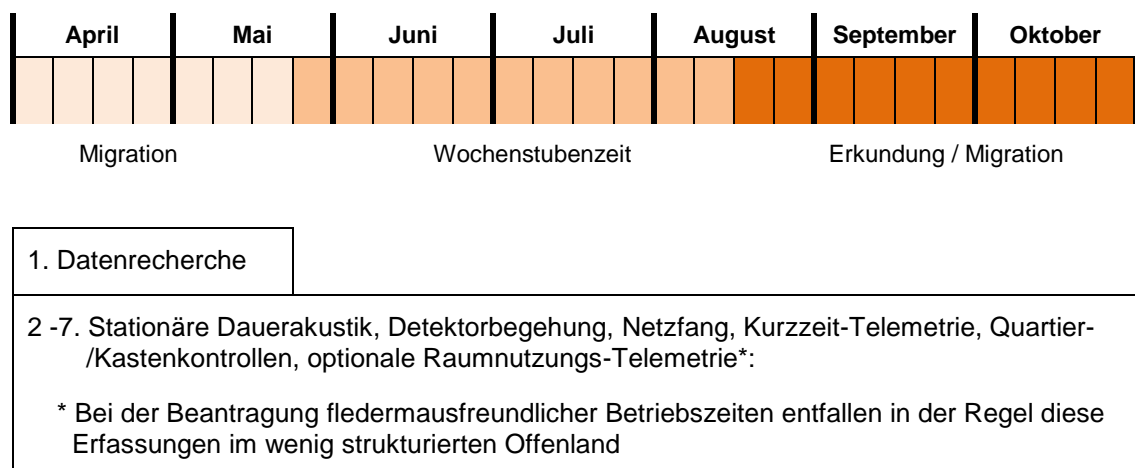 April Mai Juni Juli August September Oktober
Migration Wochenstubenzeit Erkundung / Migration
1. Datenrecherche
2 -7. Stationäre Dauerakustik, Detektorbegehung, Netzfang, Kurzzeit-Telemetrie, Quartier-
/Kastenkontrollen, optionale Raumnutzungs-Telemetrie*:
* Bei der Beantragung fledermausfreundlicher Betriebszeiten entfallen in der Regel diese
Erfassungen im wenig strukturierten Offenland